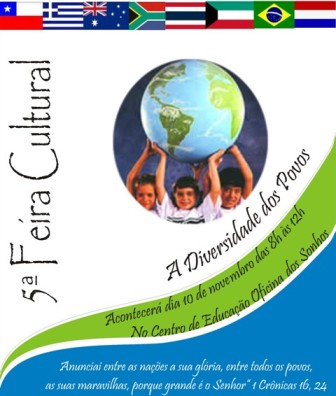 5ª Feira Cultural
A Diversidade dos Povos
Acontecerá dia 10 de novembro das 8h às 12h
No Centro de Educação Oficina dos Sonhos
Anunciai entre as nações a sua glória, entre todos os povos,
as suas maravilhas, porque grande é o Senhor" 1 Crônicas 16, 24